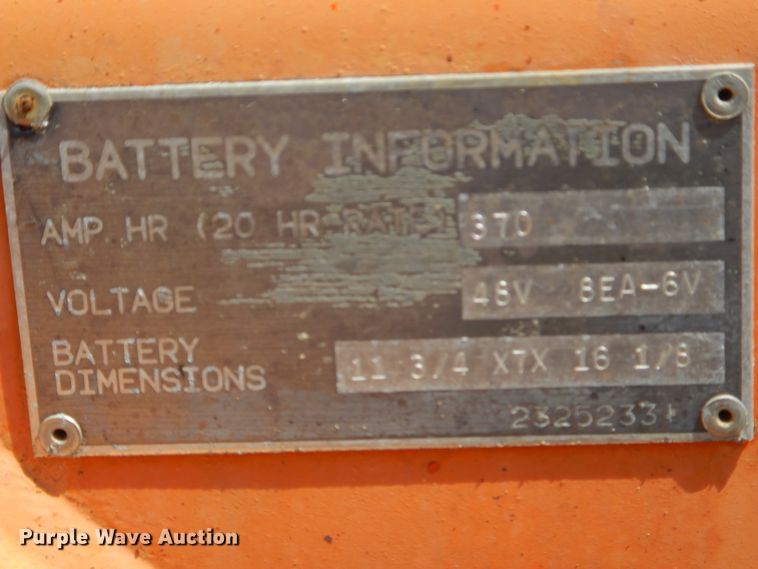 BATTERY INFORMATION
AMP HR (20 HR RATE) 370
VOLTAGE 48V 8EA-6V
BATTERY DIMENSIONS 11 3/4 X7X 16 1/8
2325233+
Purple Wave Auction